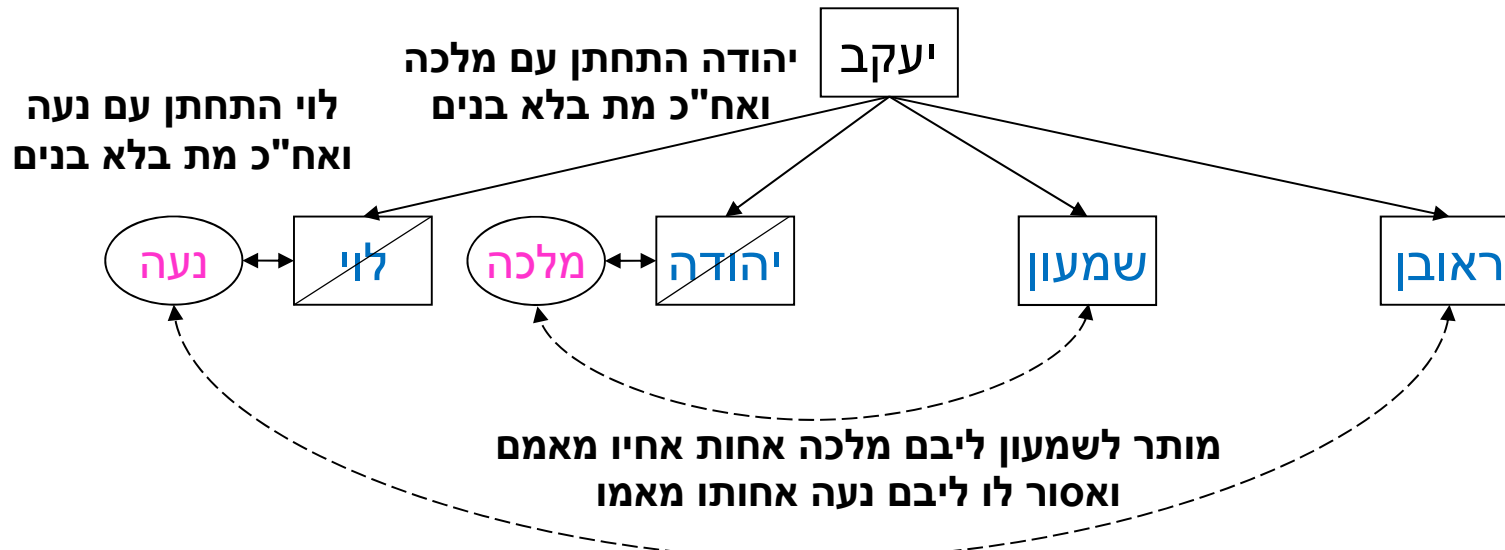 יעקב
יהודה התחתן עם מלכה
ואח"כ מת בלא בנים
לוי התחתן עם נעה
ואח"כ מת בלא בנים
ראובן
שמעון
יהודה
מלכה
לוי
נעה
מותר לשמעון ליבם מלכה אחות אחיו מאמם
ואסור לו ליבם נעה אחותו מאמו